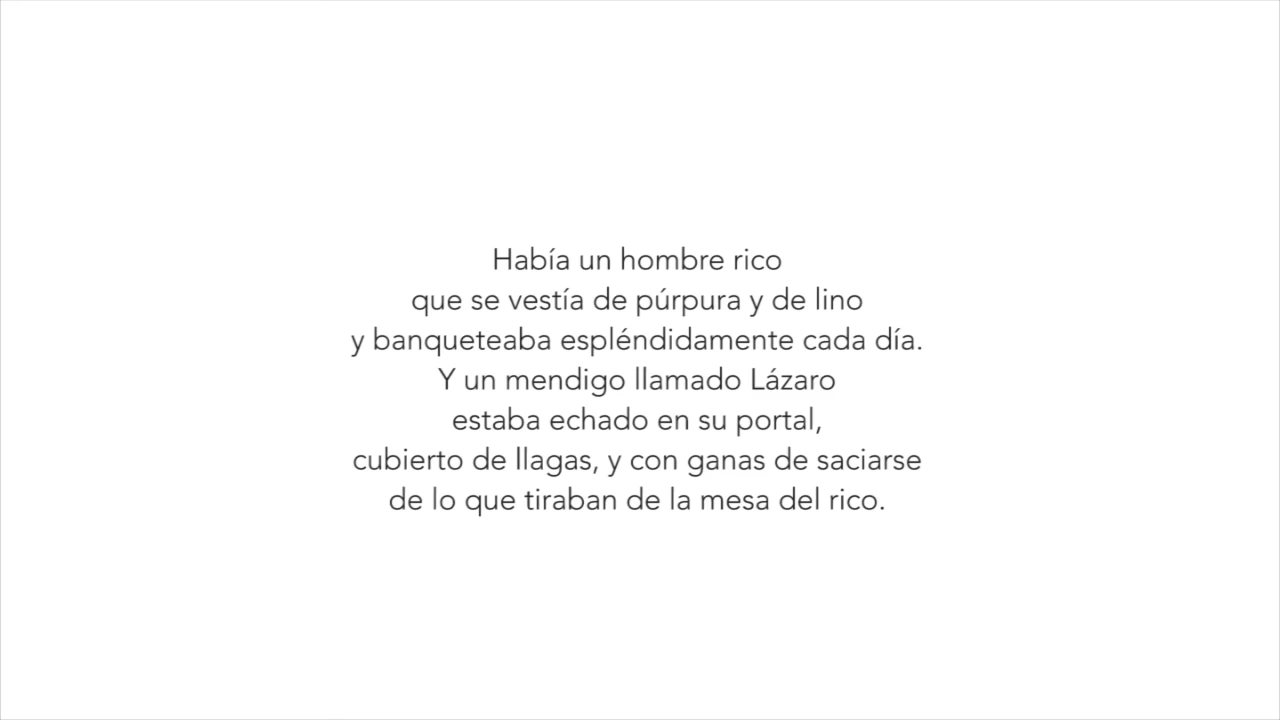 Había un hombre rico
que se vestía de púrpura y de lino
y banqueteaba espléndidamente cada día.
Y un mendigo llamado Lázaro
estaba echado en su portal,
cubierto de llagas, y con ganas de saciarse
de lo que tiraban de la mesa del rico.